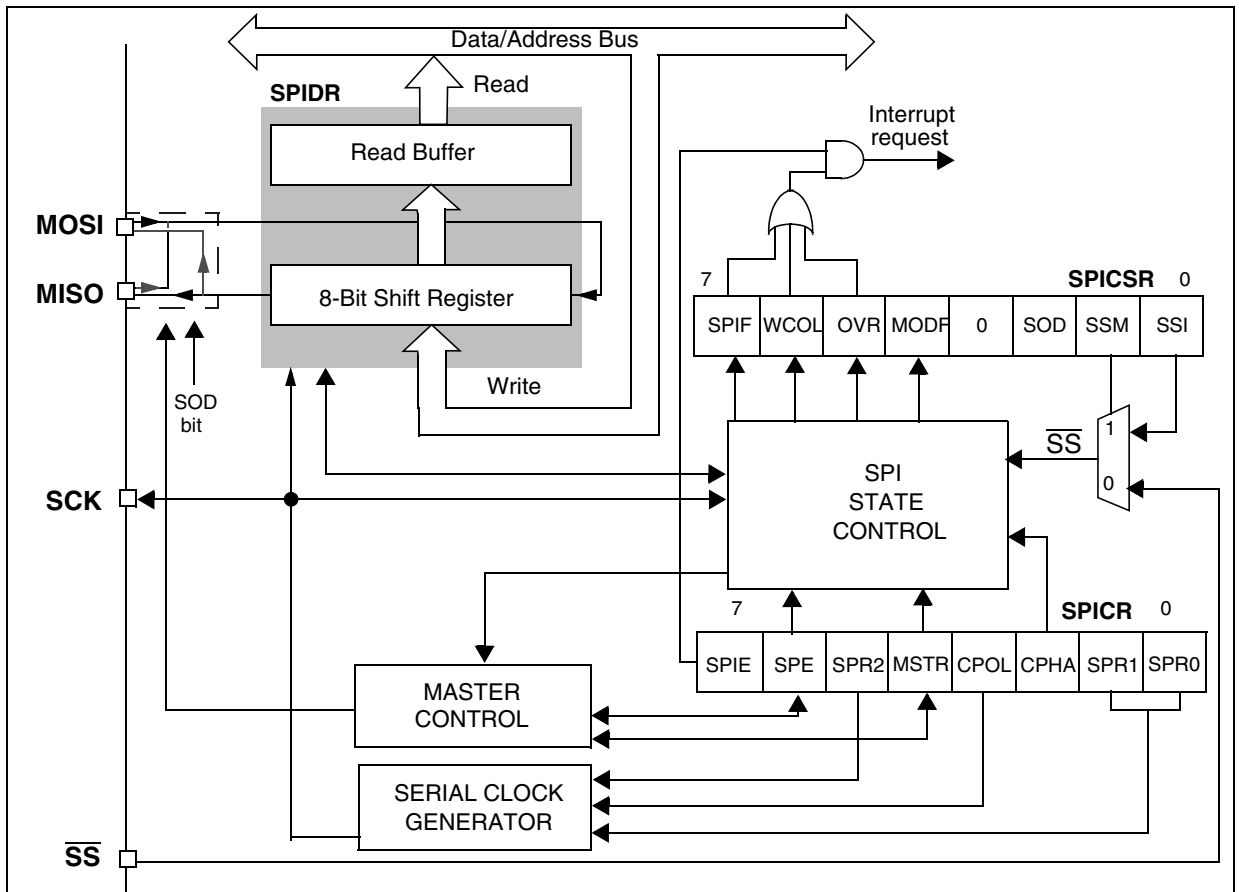 Data/Address Bus
SPIDR
Read
Read Buffer
Interrupt
request
MOSI
MISO
8-Bit Shift Register
7
SPICSR
0
SPIF WCOL OVR MODF 0 SOD SSM SSI
Write
SOD
bit
SS
1
0
SCK
SPI
STATE
CONTROL
7
SPICR
0
SPIE SPE SPR2 MSTR CPOL CPHA SPR1 SPR0
MASTER
CONTROL
SERIAL CLOCK
GENERATOR
SS